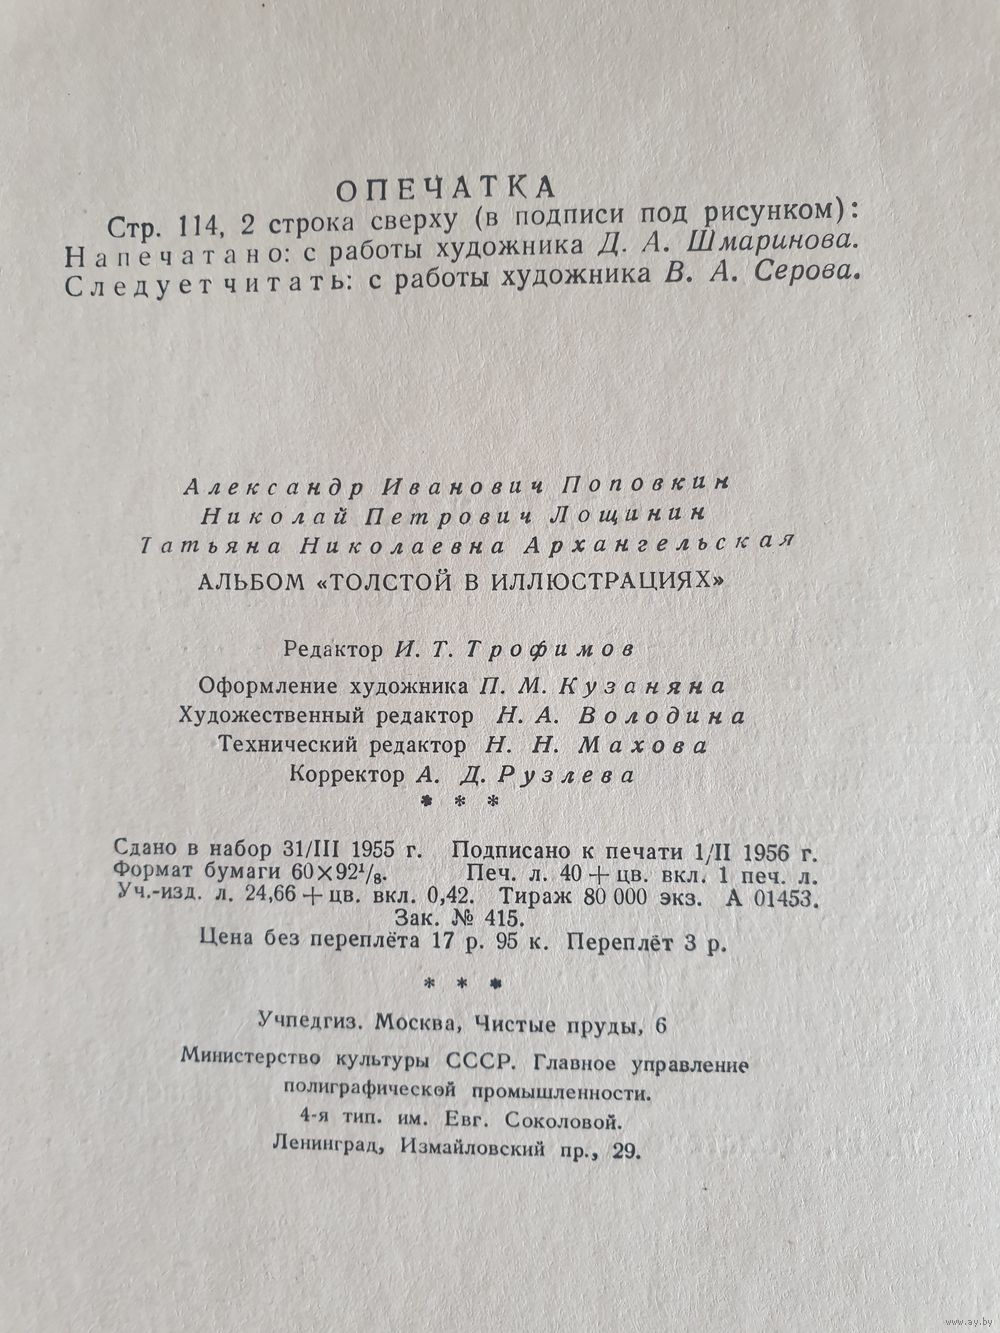 ОПЕЧАТКА
Стр. 114, 2 строка сверху (в подписи под рисунком):
Напечатано: с работы художника Д. А. Шмаринова.
Следует читать: с работы художника В. А. Серова.
Александр Иванович Поповкин
Николай Петрович Лощинин
Татьяна Николаевна Архангельская
АЛЬБОМ «ТОЛСТОЙ В ИЛЛЮСТРАЦИЯХ»
Редактор И. Т. Трофимов
Оформление художника П. М. Кузаняна
Художественный редактор Н. А. Володина
Технический редактор Н. Н. Махова
Корректор А. Д. Рузлева
* * *
Сдано в набор 31/III 1955 г. Подписано к печати 1/II 1956 г.
Формат бумаги 60×92¹/₈. Печ. л. 40 + цв. вкл. 1 печ. л.
Уч.-изд. л. 24,66 + цв. вкл. 0,42. Тираж 80 000 экз. А 01453.
Зак. № 415.
Цена без переплёта 17 р. 95 к. Переплёт 3 р.
* * *
Учпедгиз. Москва, Чистые пруды, 6
Министерство культуры СССР. Главное управление
полиграфической промышленности.
4-я тип. им. Евг. Соколовой.
Ленинград, Измайловский пр., 29.
www.ay.by